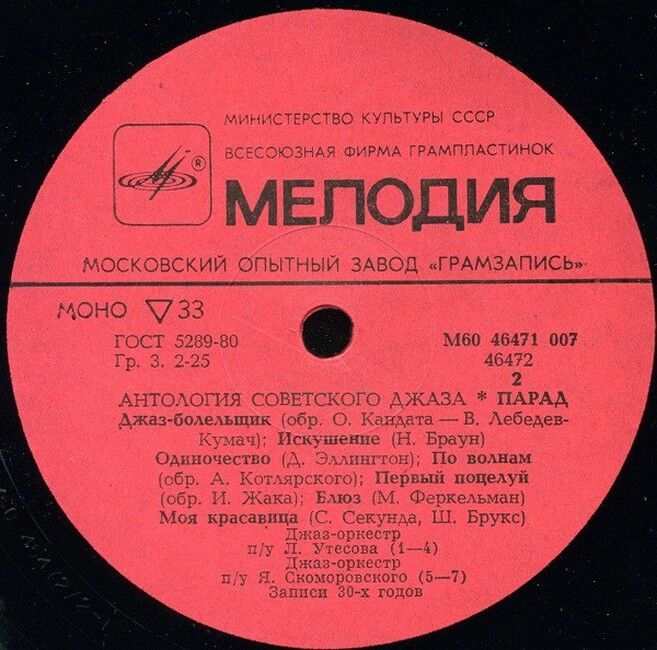 МИНИСТЕРСТВО КУЛЬТУРЫ СССР
ВСЕСОЮЗНАЯ ФИРМА ГРАМПЛАСТИНОК
®
МЕЛОДИЯ
МОСКОВСКИЙ ОПЫТНЫЙ ЗАВОД «ГРАМЗАПИСЬ»
МОНО ▽ 33
ГОСТ 5289-80 М60 46471 007
Гр. 3. 2-25 46472
2
АНТОЛОГИЯ СОВЕТСКОГО ДЖАЗА * ПАРАД
Джаз-болельщик (обр. О. Кандата — В. Лебедев-
Кумач); Искушение (Н. Браун)
Одиночество (Д. Эллингтон); По волнам
(обр. А. Котлярского); Первый поцелуй
(обр. И. Жака); Блюз (М. Феркельман)
Моя красавица (С. Секунда, Ш. Брукс)
Джаз-оркестр
п/у Л. Утесова (1—4)
Джаз-оркестр
п/у Я. Скоморовского (5—7)
Записи 30-х годов